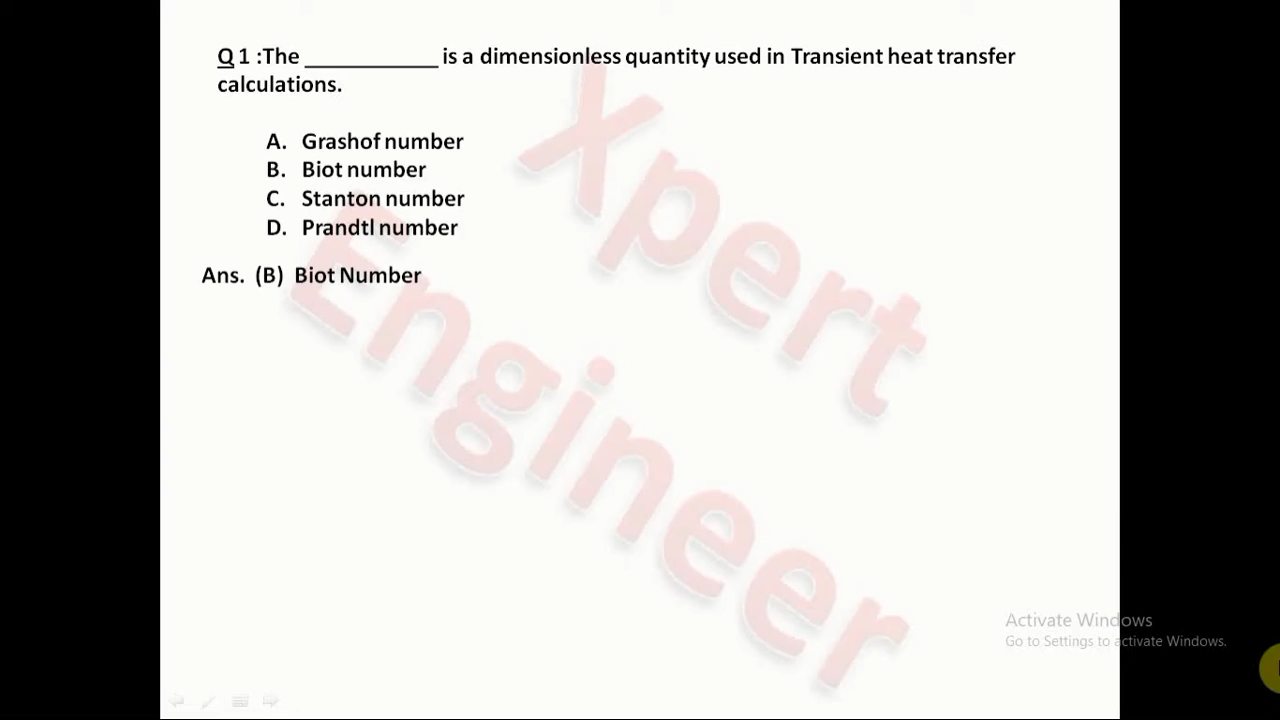 Q 1 :The ___________ is a dimensionless quantity used in Transient heat transfer
calculations.
A. Grashof number
B. Biot number
C. Stanton number
D. Prandtl number
Ans. (B) Biot Number
Xpert
Engineer
Activate Windows
Go to Settings to activate Windows.